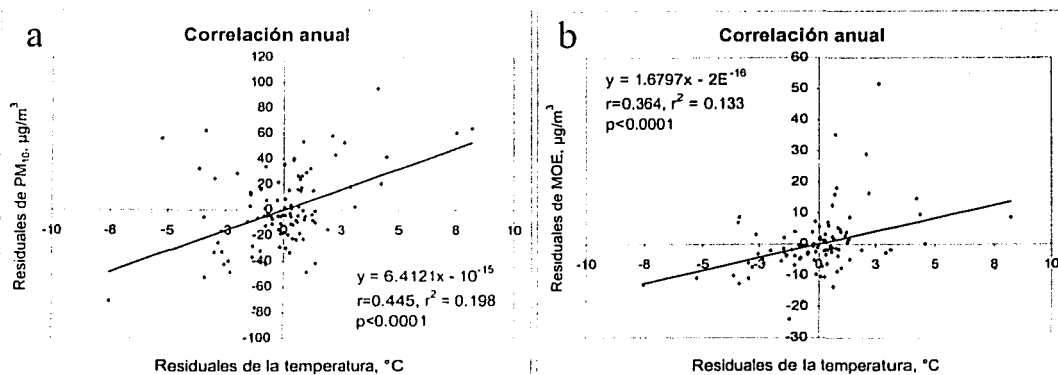 a
Correlación anual
120
100
80
60
40
20
0
-20
-40
-60
-80
-100
-10
-8
-5
-3
0
3
5
8
10
Residuales de PM₁₀, µg/m³
y = 6.4121x - 10⁻¹⁵
r=0.445, r² = 0.198
p<0.0001
Residuales de la temperatura, °C
b
Correlación anual
60
50
40
30
20
10
0
-10
-20
-30
-10
-8
-5
-3
0
3
5
8
10
Residuales de MOE, µg/m³
y = 1.6797x - 2E⁻¹⁶
r=0.364, r² = 0.133
p<0.0001
Residuales de la temperatura, °C